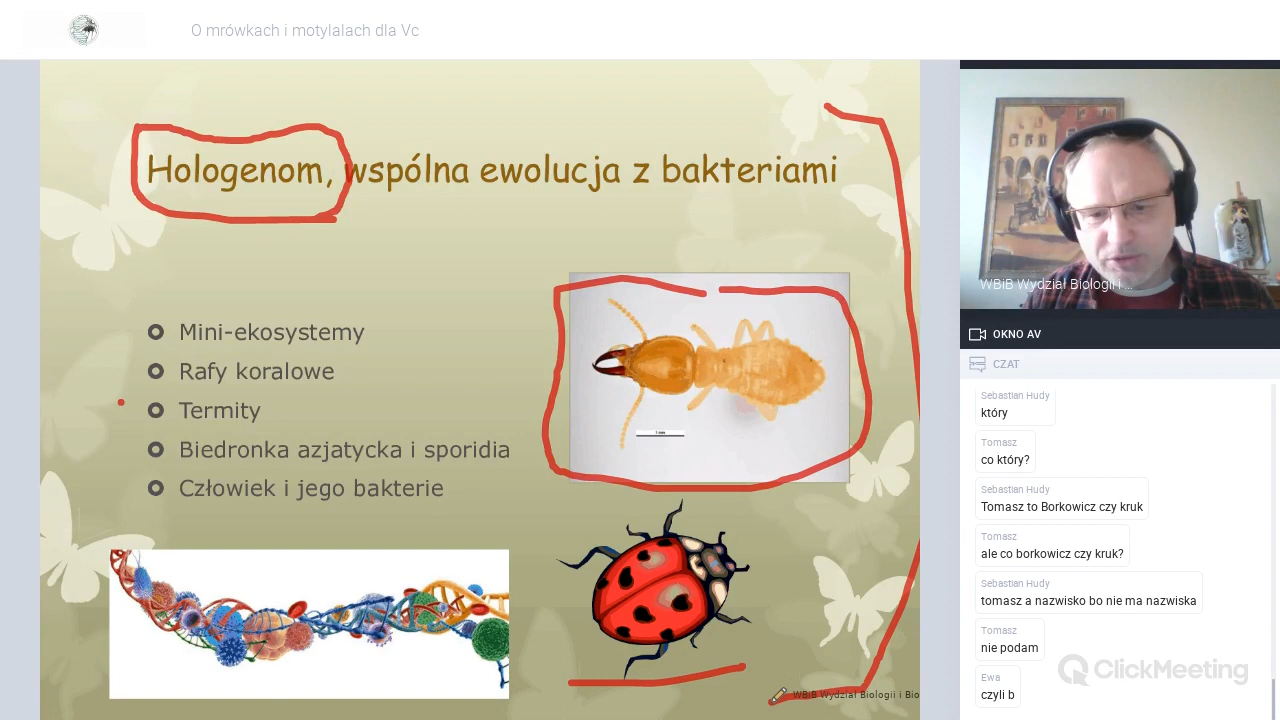 O mrówkach i motylalach dla Vc
Hologenom, wspólna ewolucja z bakteriami
Mini-ekosystemy
Rafy koralowe
Termity
Biedronka azjatycka i sporidia
Człowiek i jego bakterie
1 mm
WBiB Wydział Biologii i Bio
WBiB Wydział Biologii i ...
OKNO AV
CZAT
Sebastian Hudy
który
Tomasz
co który?
Sebastian Hudy
Tomasz to Borkowicz czy kruk
Tomasz
ale co borkowicz czy kruk?
Sebastian Hudy
tomasz a nazwisko bo nie ma nazwiska
Tomasz
nie podam
Ewa
czyli b
ClickMeeting